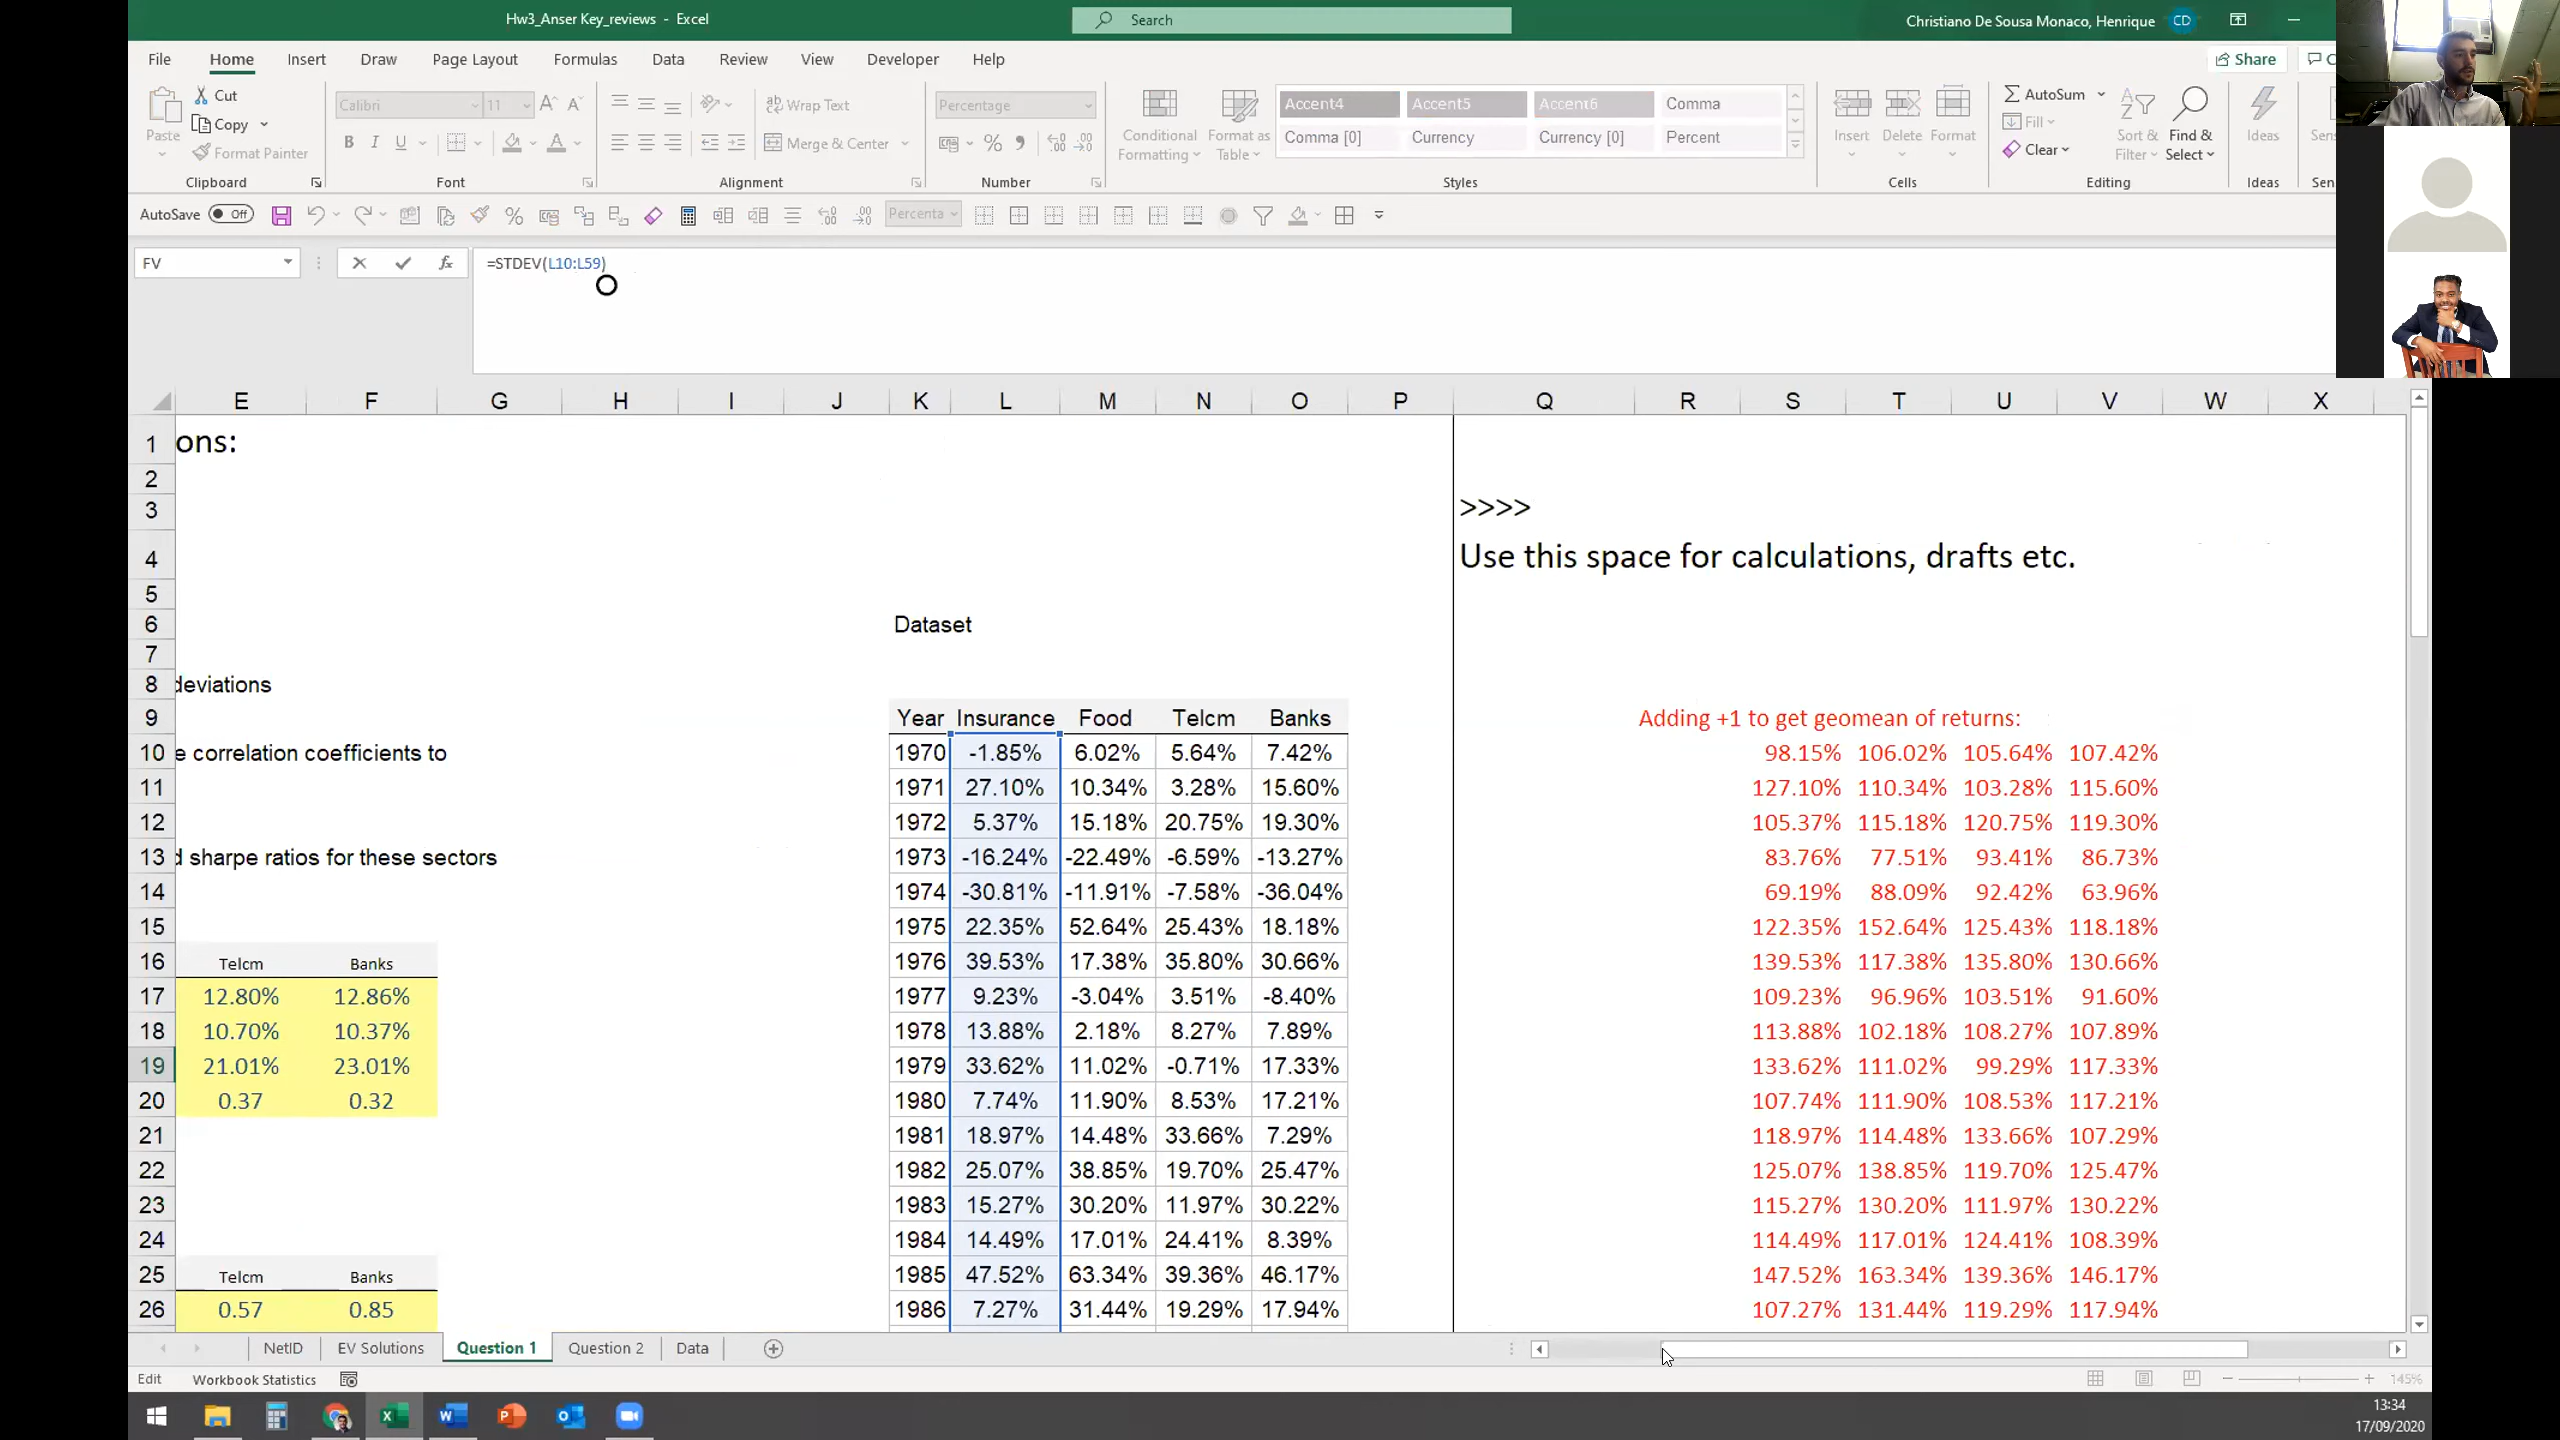 Hw3_Anser Key_reviews - Excel
Search
Christiano De Sousa Monaco, Henrique CD
File Home Insert Draw Page Layout Formulas Data Review View Developer Help
Share
Paste
Cut
Copy
Format Painter
Clipboard
Calibri 11
B I U
Font
Wrap Text
Merge & Center
Alignment
Percentage
Number
Conditional Formatting
Format as Table
Accent4 Accent5 Accent6 Comma
Comma [0] Currency Currency [0] Percent
Styles
Insert Delete Format
Cells
AutoSum
Fill
Clear
Sort & Filter
Find & Select
Editing
Ideas
Ideas
Sens
Sen
AutoSave Off
Percenta
FV
fx
=STDEV(L10:L59)
E F G H I J K L M N O P Q R S T U V W X
1 ons:
2
3 >>>>
4 Use this space for calculations, drafts etc.
5
6 Dataset
7
8 deviations
9 Year Insurance Food Telcm Banks Adding +1 to get geomean of returns:
10 e correlation coefficients to 1970 -1.85% 6.02% 5.64% 7.42% 98.15% 106.02% 105.64% 107.42%
11 1971 27.10% 10.34% 3.28% 15.60% 127.10% 110.34% 103.28% 115.60%
12 1972 5.37% 15.18% 20.75% 19.30% 105.37% 115.18% 120.75% 119.30%
13 d sharpe ratios for these sectors 1973 -16.24% -22.49% -6.59% -13.27% 83.76% 77.51% 93.41% 86.73%
14 1974 -30.81% -11.91% -7.58% -36.04% 69.19% 88.09% 92.42% 63.96%
15 1975 22.35% 52.64% 25.43% 18.18% 122.35% 152.64% 125.43% 118.18%
16 Telcm Banks 1976 39.53% 17.38% 35.80% 30.66% 139.53% 117.38% 135.80% 130.66%
17 12.80% 12.86% 1977 9.23% -3.04% 3.51% -8.40% 109.23% 96.96% 103.51% 91.60%
18 10.70% 10.37% 1978 13.88% 2.18% 8.27% 7.89% 113.88% 102.18% 108.27% 107.89%
19 21.01% 23.01% 1979 33.62% 11.02% -0.71% 17.33% 133.62% 111.02% 99.29% 117.33%
20 0.37 0.32 1980 7.74% 11.90% 8.53% 17.21% 107.74% 111.90% 108.53% 117.21%
21 1981 18.97% 14.48% 33.66% 7.29% 118.97% 114.48% 133.66% 107.29%
22 1982 25.07% 38.85% 19.70% 25.47% 125.07% 138.85% 119.70% 125.47%
23 1983 15.27% 30.20% 11.97% 30.22% 115.27% 130.20% 111.97% 130.22%
24 1984 14.49% 17.01% 24.41% 8.39% 114.49% 117.01% 124.41% 108.39%
25 Telcm Banks 1985 47.52% 63.34% 39.36% 46.17% 147.52% 163.34% 139.36% 146.17%
26 0.57 0.85 1986 7.27% 31.44% 19.29% 17.94% 107.27% 131.44% 119.29% 117.94%
NetID EV Solutions Question 1 Question 2 Data
Edit Workbook Statistics
145%
13:34
17/09/2020